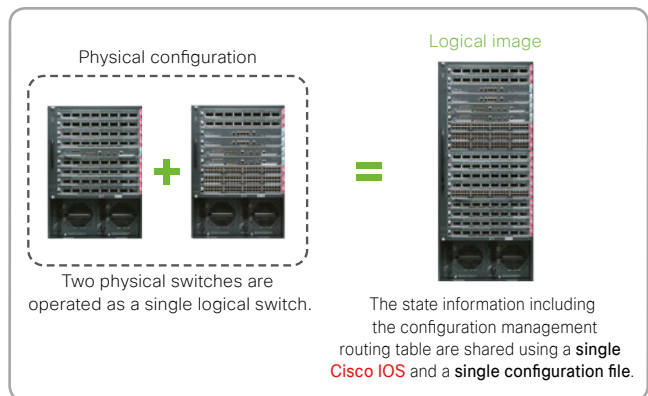 Physical configuration
Two physical switches are
operated as a single logical switch.
Logical image
The state information including
the configuration management
routing table are shared using a single
Cisco IOS and a single configuration file.